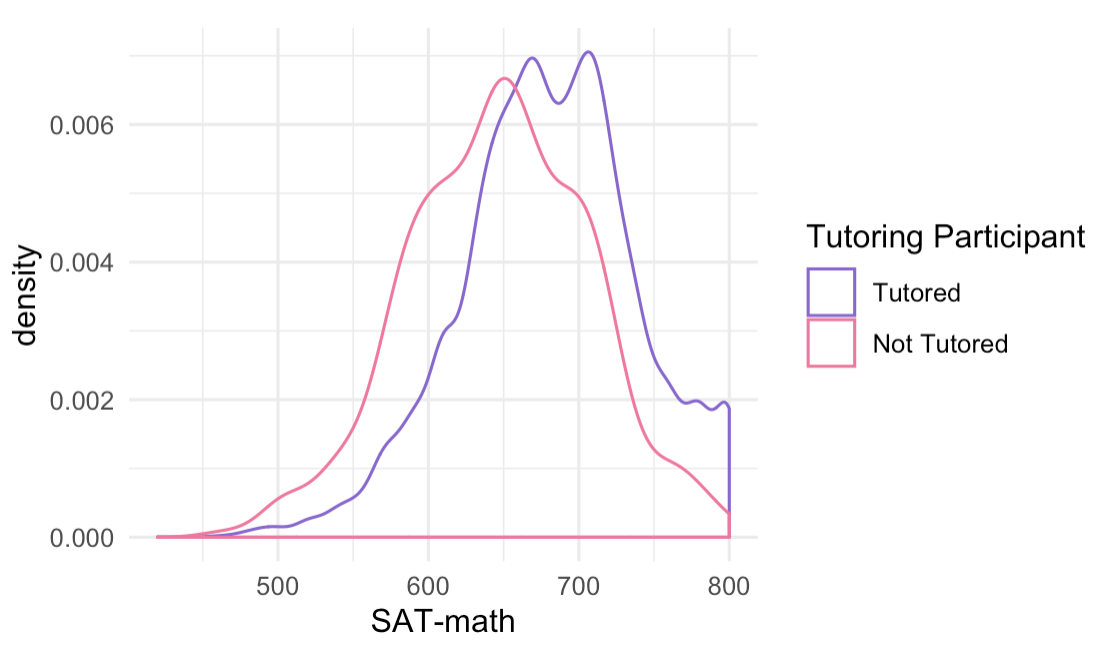 0.006
0.004
0.002
0.000
density
500 600 700 800
SAT-math
Tutoring Participant
Tutored
Not Tutored